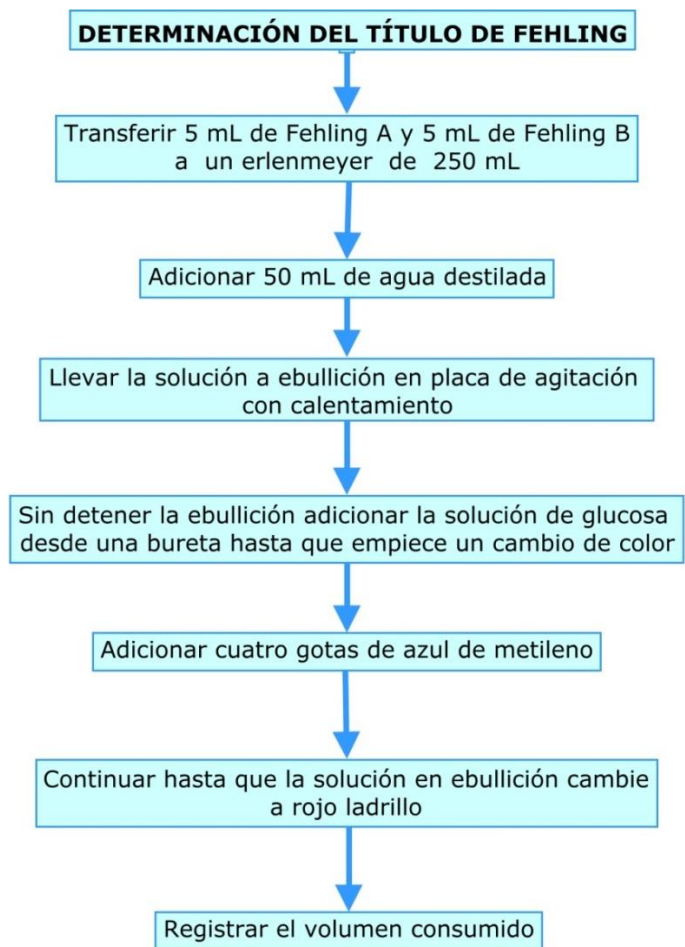 DETERMINACIÓN DEL TÍTULO DE FEHLING
Transferir 5 mL de Fehling A y 5 mL de Fehling B
a un erlenmeyer de 250 mL
Adicionar 50 mL de agua destilada
Llevar la solución a ebullición en placa de agitación
con calentamiento
Sin detener la ebullición adicionar la solución de glucosa
desde una bureta hasta que empiece un cambio de color
Adicionar cuatro gotas de azul de metileno
Continuar hasta que la solución en ebullición cambie
a rojo ladrillo
Registrar el volumen consumido